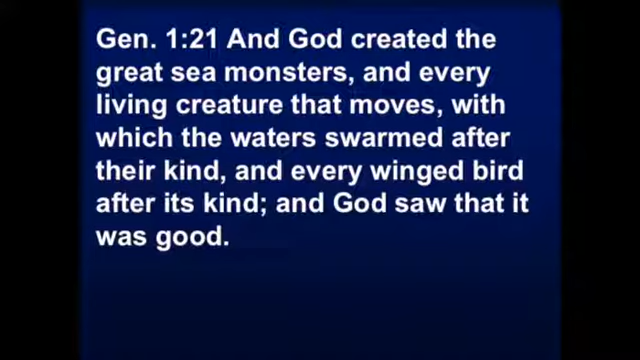 Gen. 1:21 And God created the
great sea monsters, and every
living creature that moves, with
which the waters swarmed after
their kind, and every winged bird
after its kind; and God saw that it
was good.